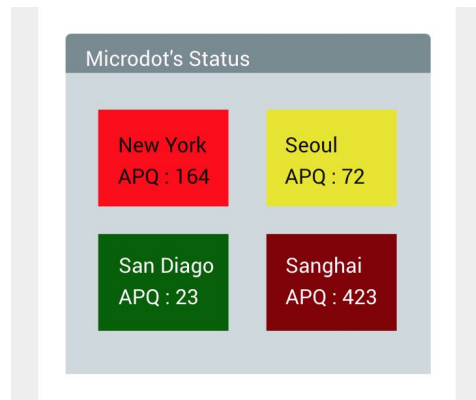 Microdot's Status
New York
APQ : 164
Seoul
APQ : 72
San Diago
APQ : 23
Sanghai
APQ : 423